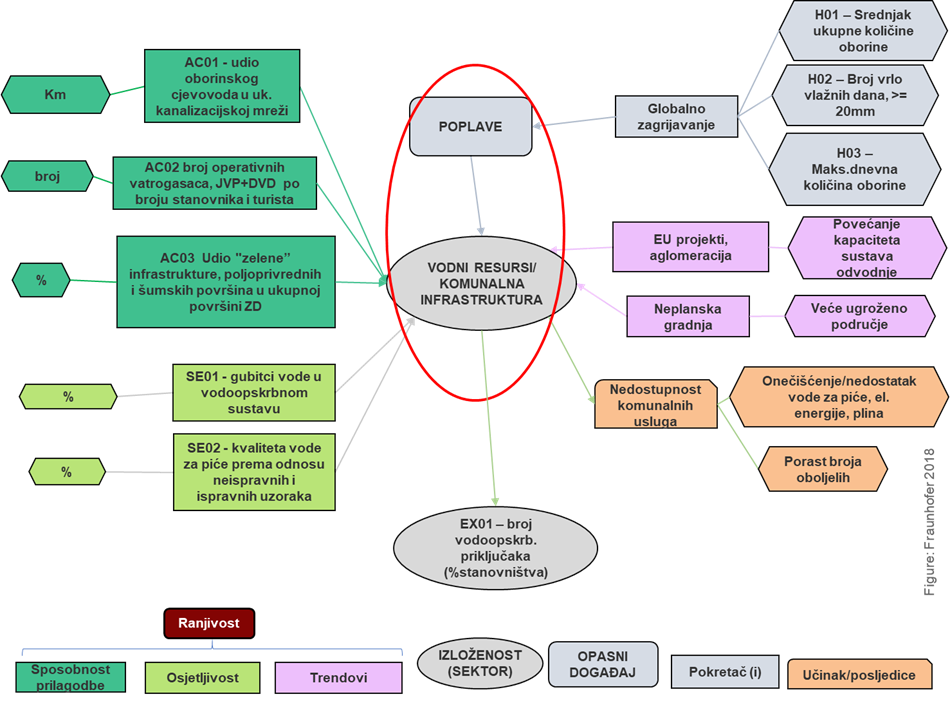 H01 – Srednjak
ukupne količine
oborine
AC01 - udio
oborinskog
cjevovoda u uk.
kanalizacijskoj mreži
Km
POPLAVE
Globalno
zagrijavanje
H02 – Broj vrlo
vlažnih dana, >=
20mm
H03 –
Maks.dnevna
količina oborine
broj
AC02 broj operativnih
vatrogasaca, JVP+DVD po
broju stanovnika i turista
EU projekti,
aglomeracija
Povećanje
kapaciteta
sustava
odvodnje
%
AC03 Udio "zelene”
infrastrukture, poljoprivrednih
i šumskih površina u ukupnoj
površini ZD
VODNI RESURSI/
KOMUNALNA
INFRASTRUKTURA
Neplanska
gradnja
Veće ugroženo
područje
%
SE01 - gubitci vode u
vodoopskrbnom
sustavu
Nedostupnost
komunalnih
usluga
Onečišćenje/nedostatak
vode za piće, el.
energije, plina
%
SE02 - kvaliteta vode
za piće prema odnosu
neispravnih i
ispravnih uzoraka
Porast broja
oboljelih
EX01 – broj
vodoopskrb.
priključaka
(%stanovništva)
Figure: Fraunhofer 2018
Ranjivost
Sposobnost
prilagodbe
Osjetljivost
Trendovi
IZLOŽENOST
(SEKTOR)
OPASNI
DOGAĐAJ
Pokretač (i)
Učinak/posljedice